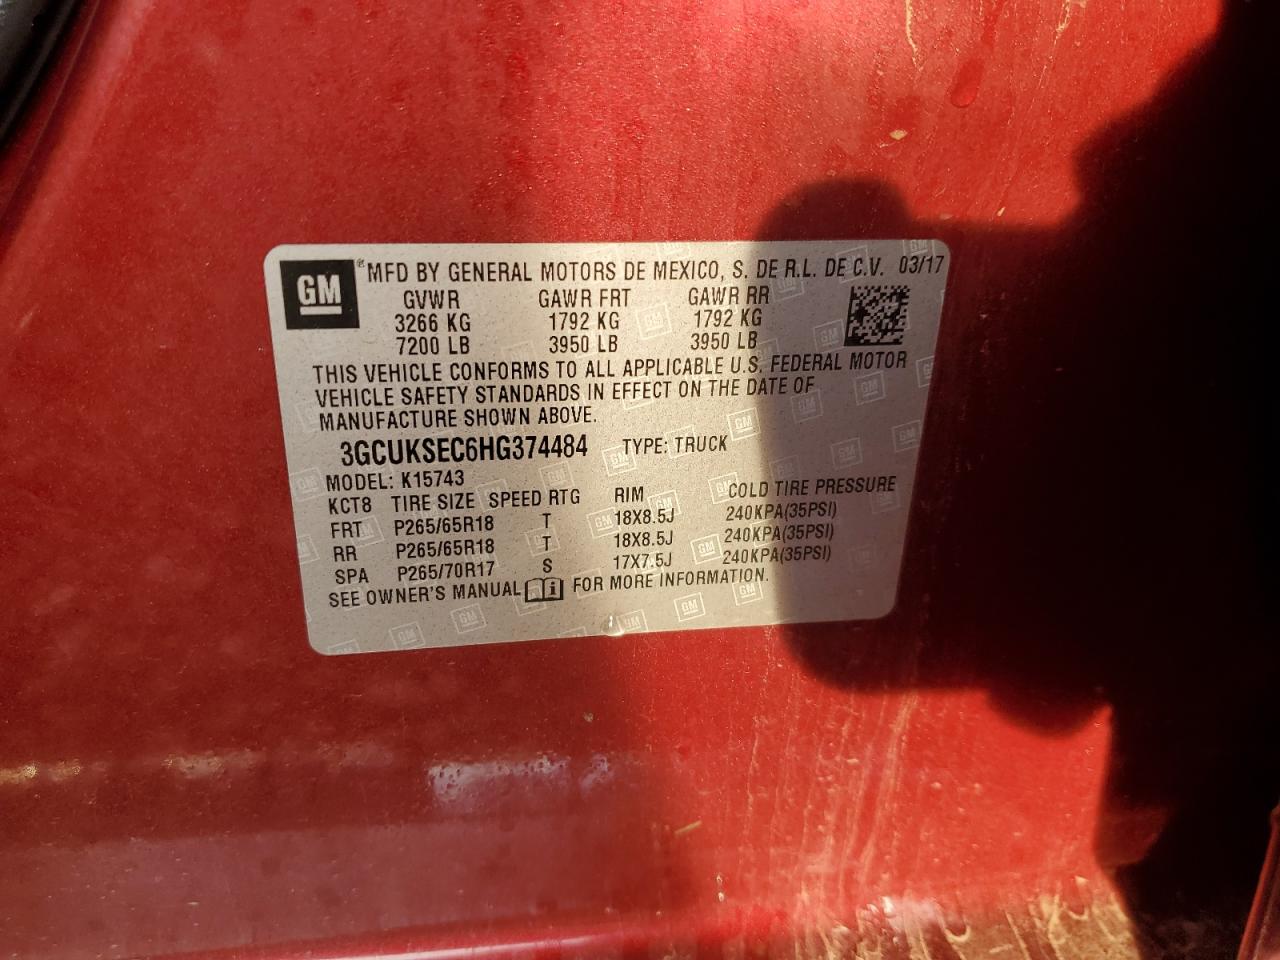 GM ® MFD BY GENERAL MOTORS DE MEXICO, S. DE R.L. DE C.V. 03/17
GVWR GAWR FRT GAWR RR
3266 KG 1792 KG 1792 KG
7200 LB 3950 LB 3950 LB
THIS VEHICLE CONFORMS TO ALL APPLICABLE U.S. FEDERAL MOTOR
VEHICLE SAFETY STANDARDS IN EFFECT ON THE DATE OF
MANUFACTURE SHOWN ABOVE.
3GCUKSEC6HG374484 TYPE: TRUCK
MODEL: K15743
KCT8 TIRE SIZE SPEED RTG RIM COLD TIRE PRESSURE
FRT P265/65R18 T 18X8.5J 240KPA(35PSI)
RR P265/65R18 T 18X8.5J 240KPA(35PSI)
SPA P265/70R17 S 17X7.5J 240KPA(35PSI)
SEE OWNER'S MANUAL FOR MORE INFORMATION.